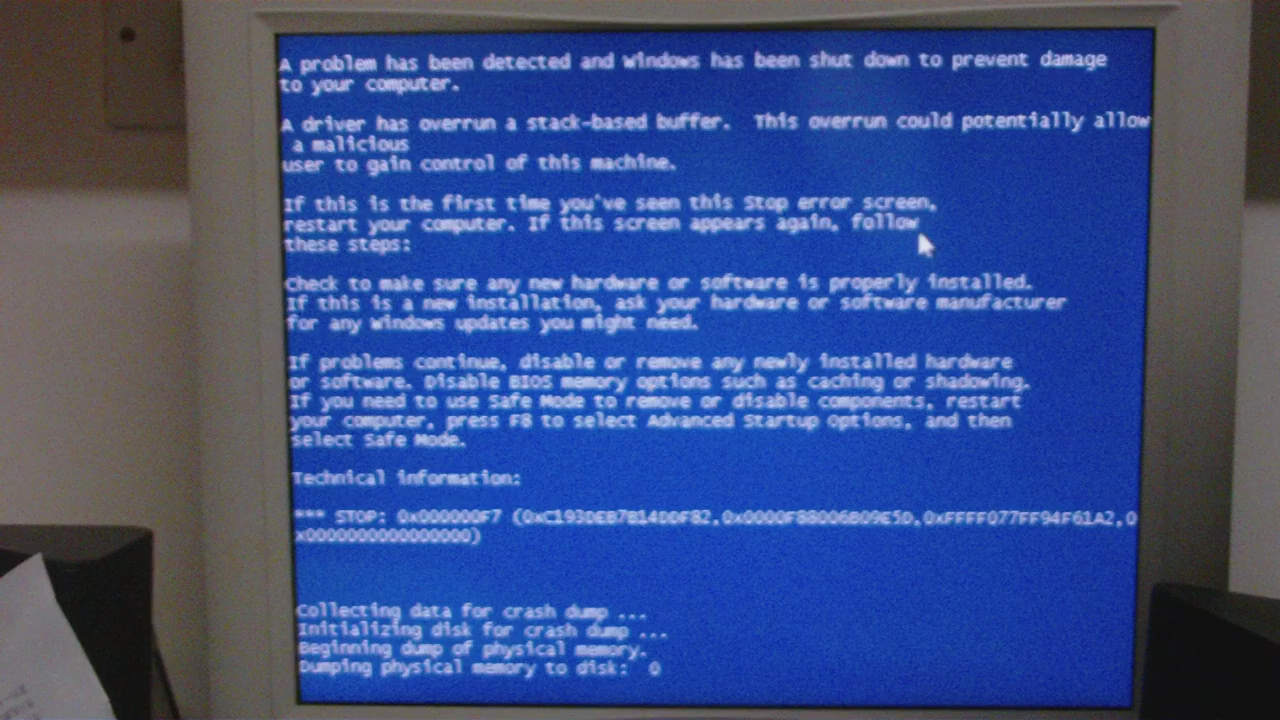 A problem has been detected and Windows has been shut down to prevent damage
to your computer.
A driver has overrun a stack-based buffer.  This overrun could potentially allow
a malicious
user to gain control of this machine.
If this is the first time you've seen this Stop error screen,
restart your computer. If this screen appears again, follow
these steps:
Check to make sure any new hardware or software is properly installed.
If this is a new installation, ask your hardware or software manufacturer
for any Windows updates you might need.
If problems continue, disable or remove any newly installed hardware
or software. Disable BIOS memory options such as caching or shadowing.
If you need to use Safe Mode to remove or disable components, restart
your computer, press F8 to select Advanced Startup Options, and then
select Safe Mode.
Technical information:
*** STOP: 0x000000F7 (0xC193DEB7B14DDF82,0x0000F88006B09E5D,0xFFFF077FF94F61A2,0
x0000000000000000)
Collecting data for crash dump ...
Initializing disk for crash dump ...
Beginning dump of physical memory.
Dumping physical memory to disk:  0